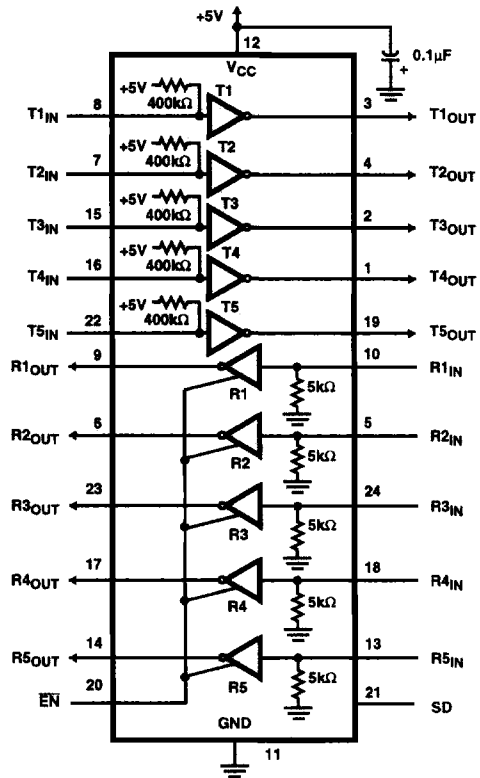 +5V
12
0.1μF
+
VCC
+5V
400kΩ
T1
T1IN
8
3
T1OUT
+5V
400kΩ
T2
T2IN
7
4
T2OUT
+5V
400kΩ
T3
T3IN
15
2
T3OUT
+5V
400kΩ
T4
T4IN
16
1
T4OUT
+5V
400kΩ
T5
T5IN
22
19
T5OUT
R1OUT
9
R1
10
R1IN
5kΩ
R2OUT
6
R2
5
R2IN
5kΩ
R3OUT
23
R3
24
R3IN
5kΩ
R4OUT
17
R4
18
R4IN
5kΩ
R5OUT
14
R5
13
R5IN
5kΩ
20
EN
21
SD
GND
11